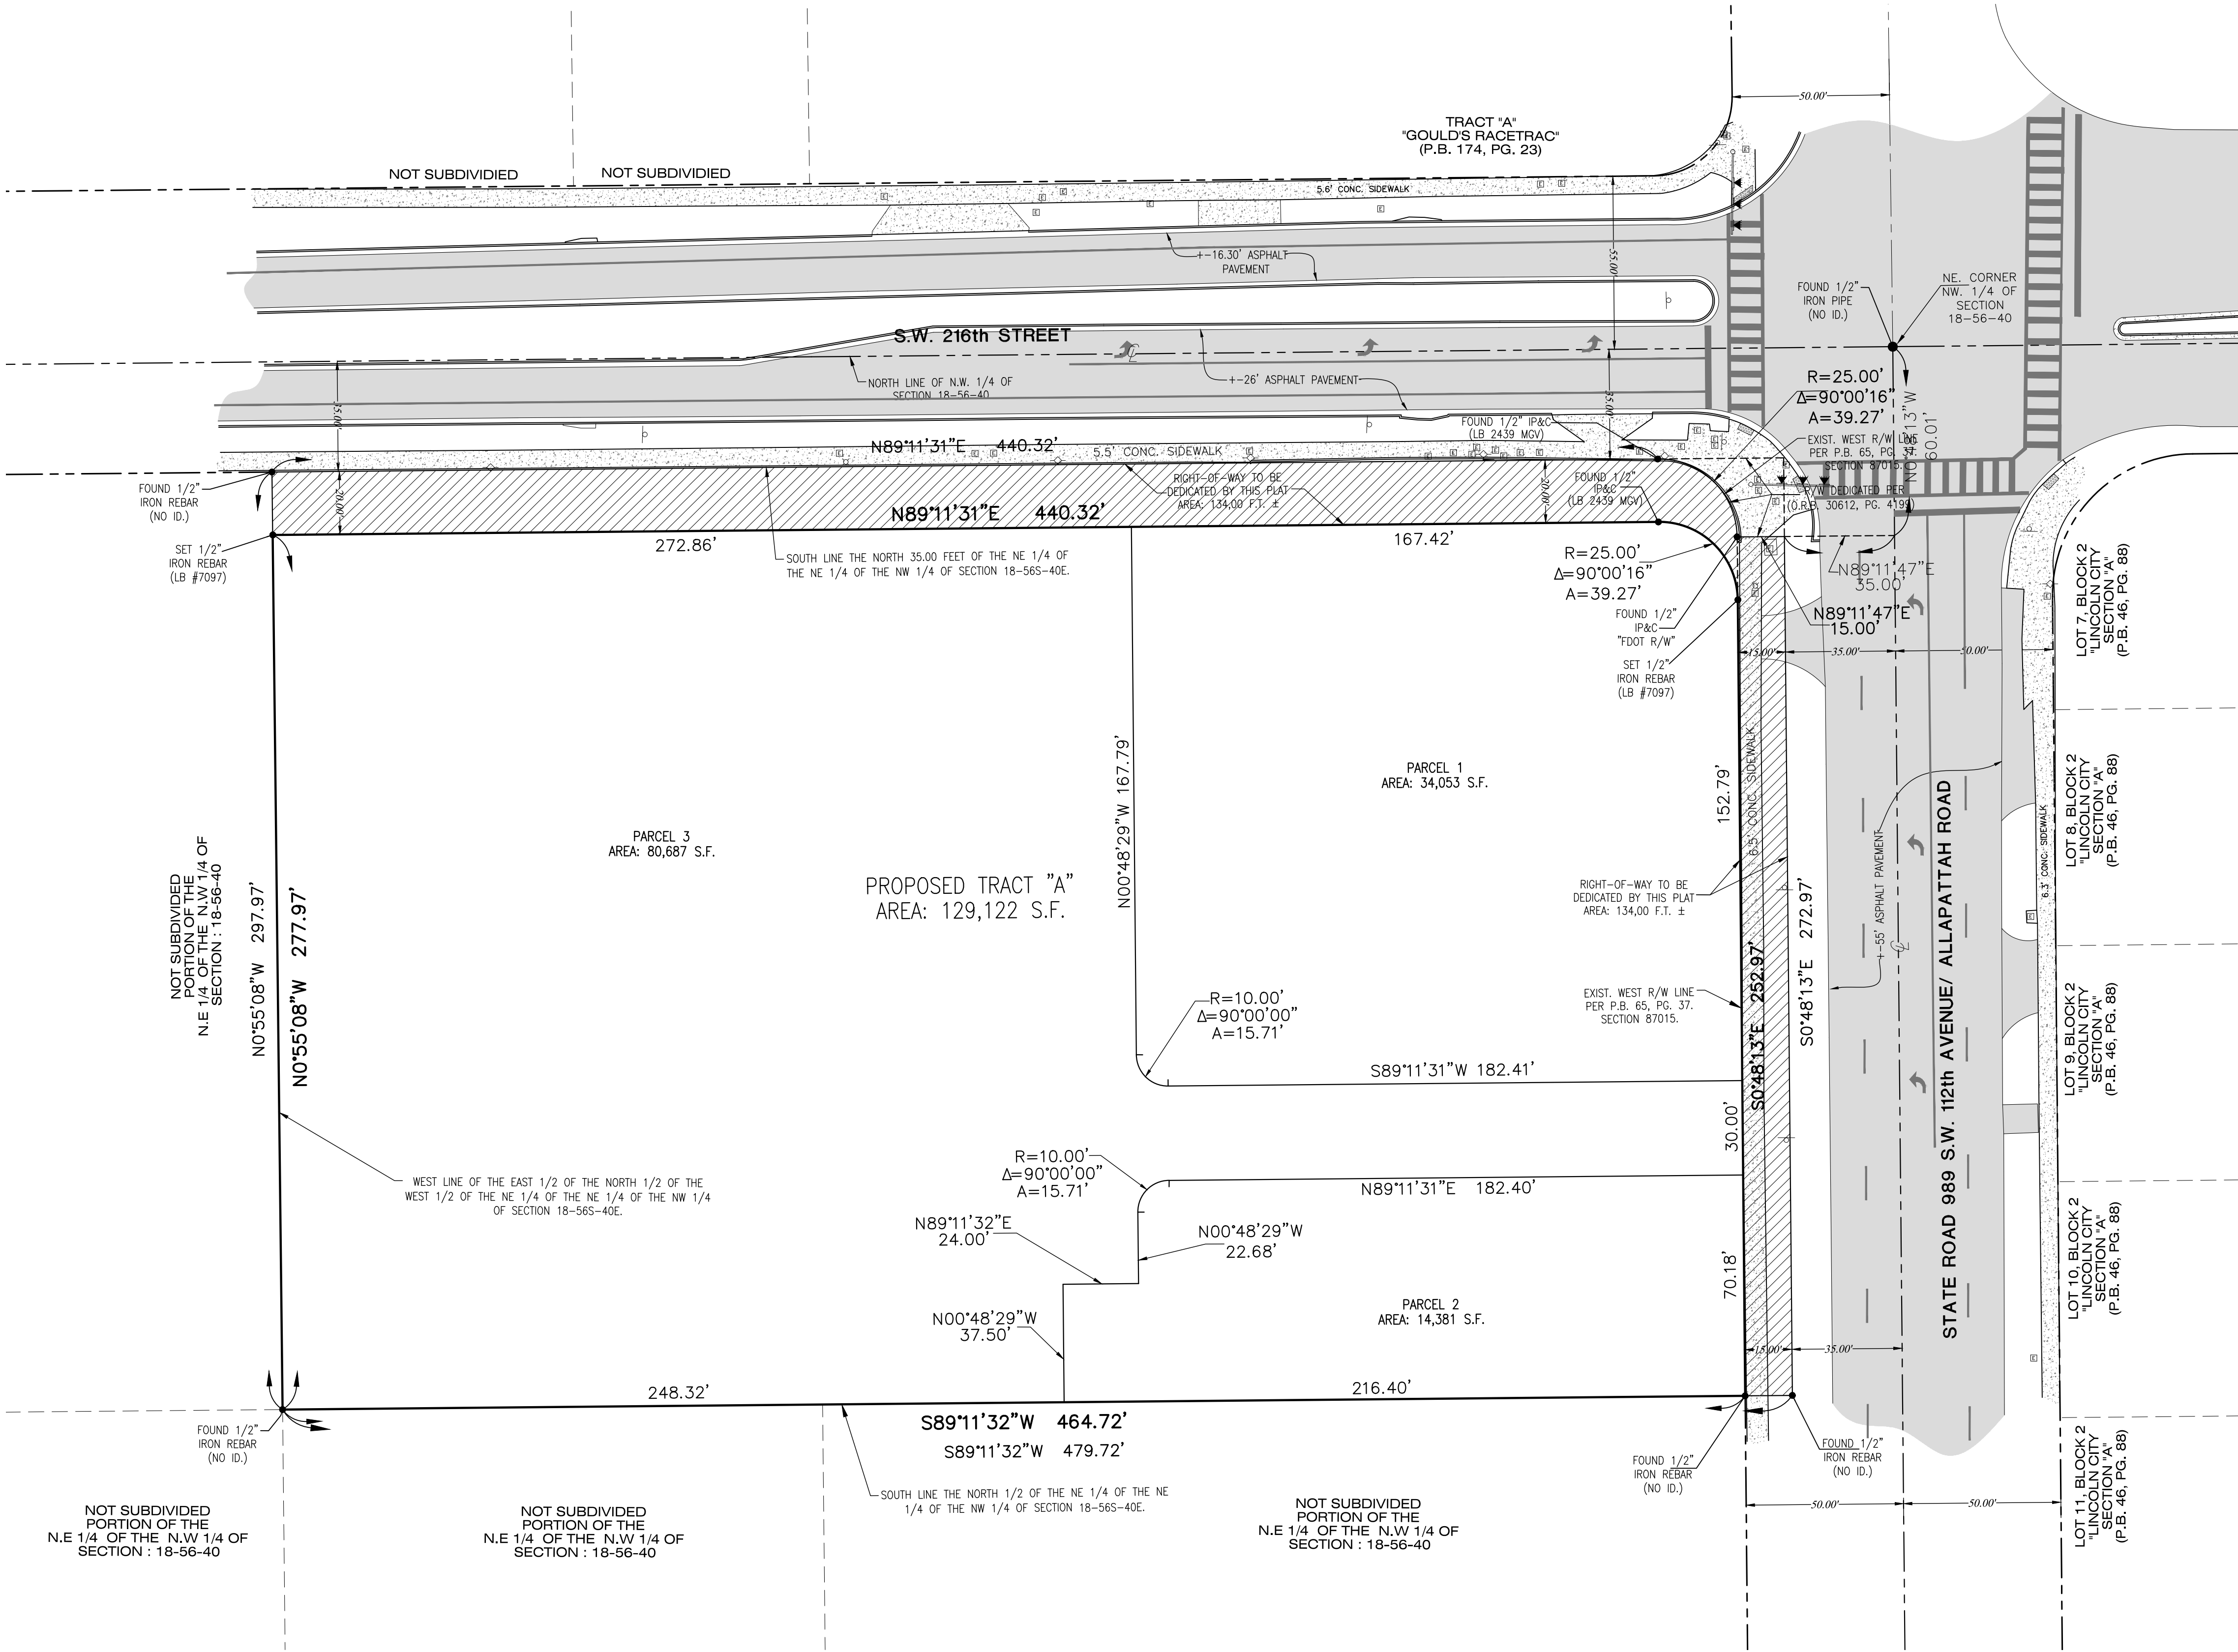 50.00'
TRACT "A"
"GOULD'S RACETRAC"
(P.B. 174, PG. 23)
NOT SUBDIVIDIED
NOT SUBDIVIDIED
5.6' CONC. SIDEWALK
+-16.30' ASPHALT
PAVEMENT
55.00'
FOUND 1/2"
IRON PIPE
(NO ID.)
NE. CORNER
NW. 1/4 OF
SECTION
18-56-40
S.W. 216th STREET
NORTH LINE OF N.W. 1/4 OF
SECTION 18-56-40
+-26' ASPHALT PAVEMENT
35.00'
35.00'
R=25.00'
Δ=90°00'16"
A=39.27'
N0°48'13"W
60.01'
EXIST. WEST R/W LINE
PER P.B. 65, PG. 37.
SECTION 87015.
R/W DEDICATED PER
(O.R.B. 30612, PG. 4199)
FOUND 1/2" IP&C
(LB 2439 MGV)
N89°11'31"E 440.32'
5.5' CONC. SIDEWALK
FOUND 1/2"
IRON REBAR
(NO ID.)
20.00'
RIGHT-OF-WAY TO BE
DEDICATED BY THIS PLAT
AREA: 134,00 F.T. ±
20.00'
FOUND 1/2"
IP&C
(LB 2439 MGV)
N89°11'31"E 440.32'
SET 1/2"
IRON REBAR
(LB #7097)
272.86'
167.42'
SOUTH LINE THE NORTH 35.00 FEET OF THE NE 1/4 OF
THE NE 1/4 OF THE NW 1/4 OF SECTION 18-56S-40E.
R=25.00'
Δ=90°00'16"
A=39.27'
N89°11'47"E
35.00'
N89°11'47"E
15.00'
FOUND 1/2"
IP&C
"FDOT R/W"
SET 1/2"
IRON REBAR
(LB #7097)
15.00'
35.00'
50.00'
LOT 7, BLOCK 2
"LINCOLN CITY
SECTION "A"
(P.B. 46, PG. 88)
N00°48'29"W 167.79'
PARCEL 1
AREA: 34,053 S.F.
152.79'
6.5' CONC. SIDEWALK
PARCEL 3
AREA: 80,687 S.F.
PROPOSED TRACT "A"
AREA: 129,122 S.F.
RIGHT-OF-WAY TO BE
DEDICATED BY THIS PLAT
AREA: 134,00 F.T. ±
S0°48'13"E 252.97'
S0°48'13"E 272.97'
+-55' ASPHALT PAVEMENT
STATE ROAD 989 S.W. 112th AVENUE/ ALLAPATTAH ROAD
6.3' CONC. SIDEWALK
LOT 8, BLOCK 2
"LINCOLN CITY
SECTION "A"
(P.B. 46, PG. 88)
NOT SUBDIVIDED
PORTION OF THE
N.E 1/4 OF THE N.W 1/4 OF
SECTION : 18-56-40
N0°55'08"W 297.97'
N0°55'08"W 277.97'
EXIST. WEST R/W LINE
PER P.B. 65, PG. 37.
SECTION 87015.
R=10.00'
Δ=90°00'00"
A=15.71'
S89°11'31"W 182.41'
LOT 9, BLOCK 2
"LINCOLN CITY
SECTION "A"
(P.B. 46, PG. 88)
30.00'
R=10.00'
Δ=90°00'00"
A=15.71'
N89°11'31"E 182.40'
WEST LINE OF THE EAST 1/2 OF THE NORTH 1/2 OF THE
WEST 1/2 OF THE NE 1/4 OF THE NE 1/4 OF THE NW 1/4
OF SECTION 18-56S-40E.
N89°11'32"E
24.00'
N00°48'29"W
22.68'
70.18'
LOT 10, BLOCK 2
"LINCOLN CITY
SECTION "A"
(P.B. 46, PG. 88)
N00°48'29"W
37.50'
PARCEL 2
AREA: 14,381 S.F.
15.00'
35.00'
248.32'
216.40'
S89°11'32"W 464.72'
S89°11'32"W 479.72'
FOUND 1/2"
IRON REBAR
(NO ID.)
FOUND 1/2"
IRON REBAR
(NO ID.)
FOUND 1/2"
IRON REBAR
(NO ID.)
LOT 11, BLOCK 2
"LINCOLN CITY
SECTION "A"
(P.B. 46, PG. 88)
SOUTH LINE THE NORTH 1/2 OF THE NE 1/4 OF THE NE
1/4 OF THE NW 1/4 OF SECTION 18-56S-40E.
50.00'
50.00'
NOT SUBDIVIDED
PORTION OF THE
N.E 1/4 OF THE N.W 1/4 OF
SECTION : 18-56-40
NOT SUBDIVIDED
PORTION OF THE
N.E 1/4 OF THE N.W 1/4 OF
SECTION : 18-56-40
NOT SUBDIVIDED
PORTION OF THE
N.E 1/4 OF THE N.W 1/4 OF
SECTION : 18-56-40